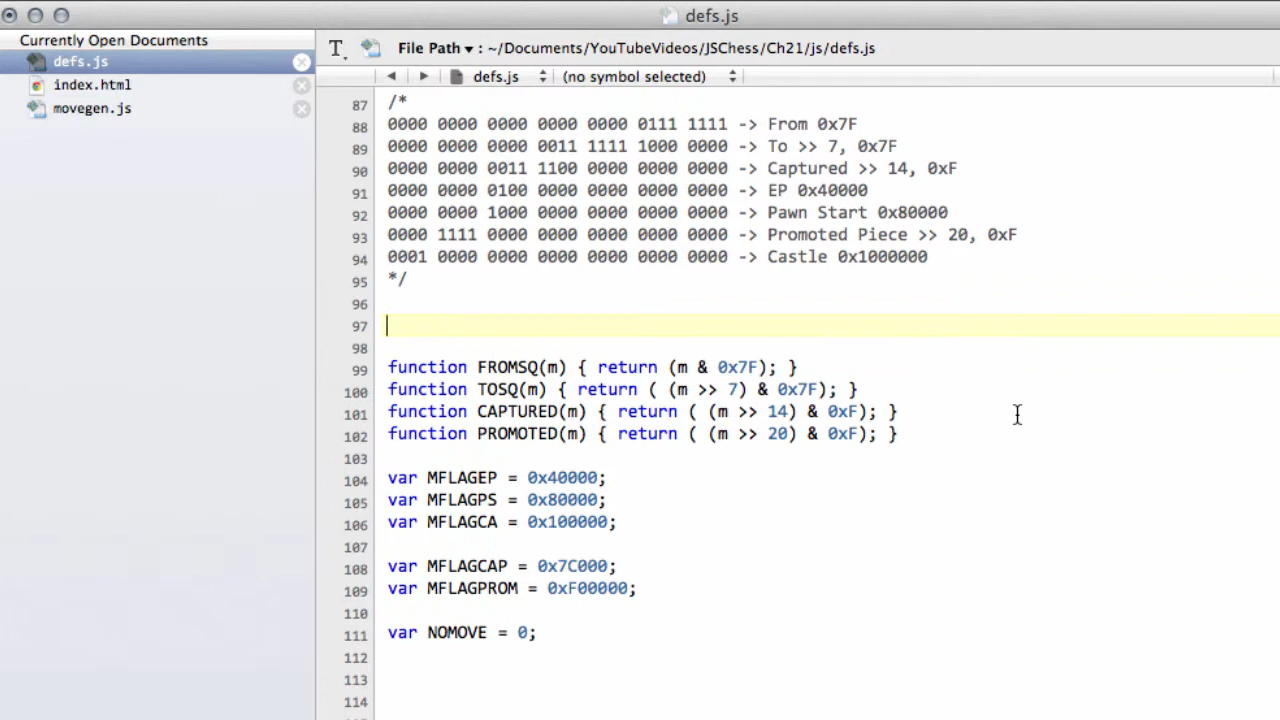 defs.js
Currently Open Documents
defs.js
index.html
movegen.js
T. File Path ▾ : ~/Documents/YouTubeVideos/JSChess/Ch21/js/defs.js
defs.js (no symbol selected)
87 /*
88 0000 0000 0000 0000 0000 0111 1111 -> From 0x7F
89 0000 0000 0000 0011 1111 1000 0000 -> To >> 7, 0x7F
90 0000 0000 0011 1100 0000 0000 0000 -> Captured >> 14, 0xF
91 0000 0000 0100 0000 0000 0000 0000 -> EP 0x40000
92 0000 0000 1000 0000 0000 0000 0000 -> Pawn Start 0x80000
93 0000 1111 0000 0000 0000 0000 0000 -> Promoted Piece >> 20, 0xF
94 0001 0000 0000 0000 0000 0000 0000 -> Castle 0x1000000
95 */
96
97
98
99 function FROMSQ(m) { return (m & 0x7F); }
100 function TOSQ(m) { return ( (m >> 7) & 0x7F); }
101 function CAPTURED(m) { return ( (m >> 14) & 0xF); }
102 function PROMOTED(m) { return ( (m >> 20) & 0xF); }
103
104 var MFLAGEP = 0x40000;
105 var MFLAGPS = 0x80000;
106 var MFLAGCA = 0x100000;
107
108 var MFLAGCAP = 0x7C000;
109 var MFLAGPROM = 0xF00000;
110
111 var NOMOVE = 0;
112
113
114